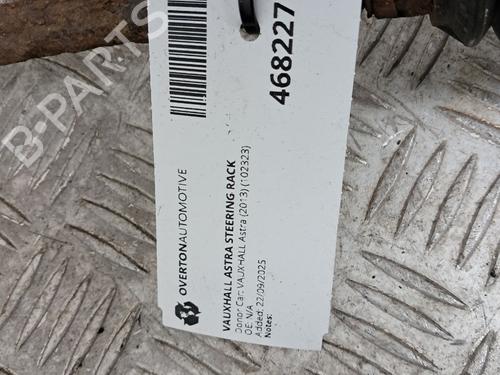 OVERTONAUTOMOTIVE
VAUXHALL ASTRA STEERING RACK
Donor Car: VAUXHALL Astra (2013) (102323)
OE: N/A
Added: 22/09/2025
Notes:
468227
B-PARTS